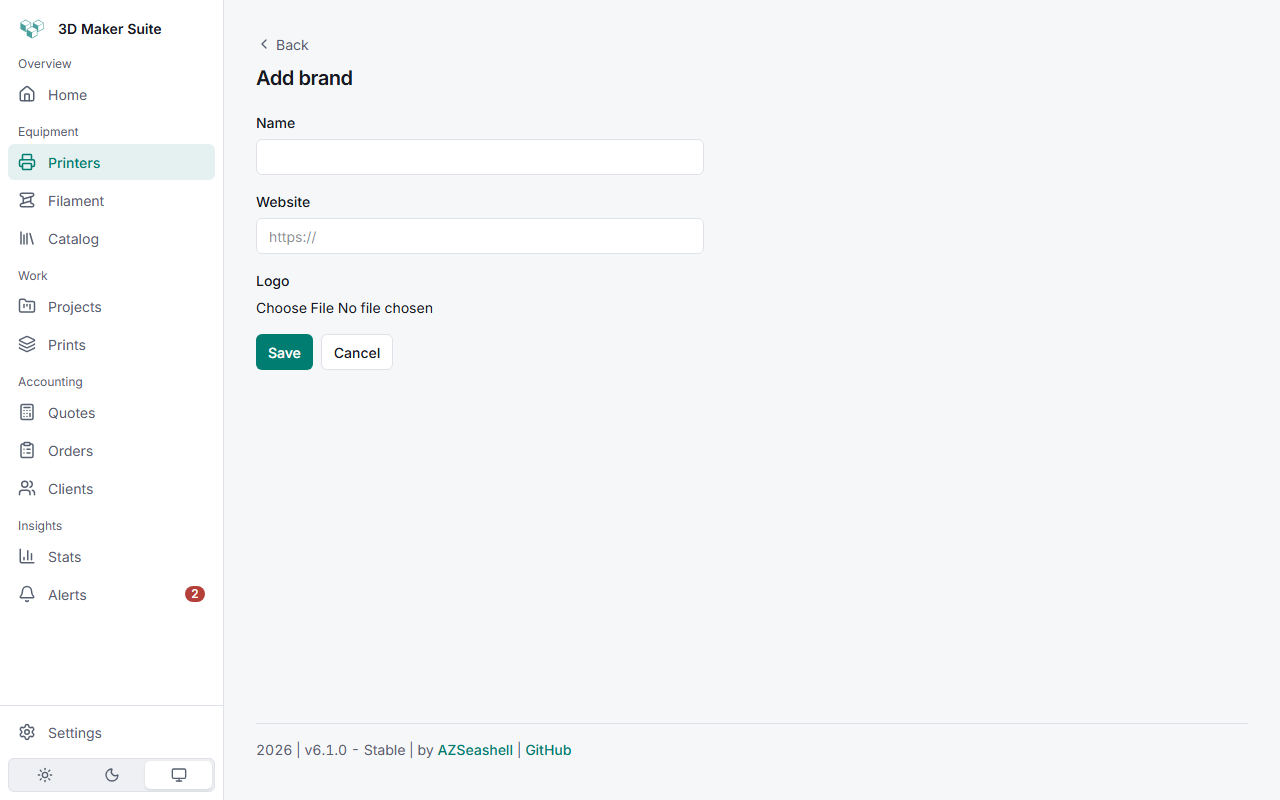 3D Maker Suite
Overview
Home
Equipment
Printers
Filament
Catalog
Work
Projects
Prints
Accounting
Quotes
Orders
Clients
Insights
Stats
Alerts 2
Settings
Back
Add brand
Name
Website
https://
Logo
Choose File No file chosen
Save Cancel
2026 | v6.1.0 - Stable | by AZSeashell | GitHub